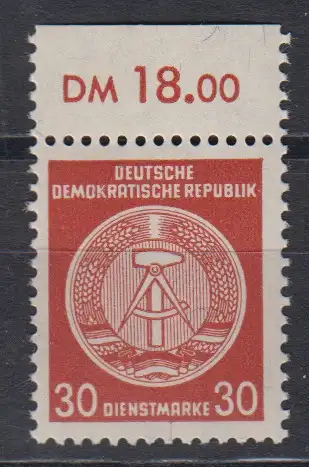 DM 18.00
DEUTSCHE
DEMOKRATISCHE REPUBLIK
30 DIENSTMARKE 30